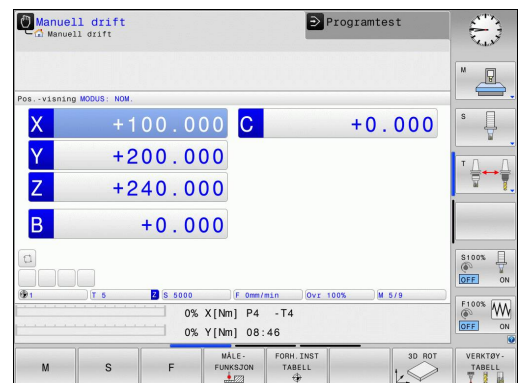 Manuell drift
Manuell drift
Programtest
Pos.-visning MODUS: NOM.
X +100.000 C +0.000
Y +200.000
Z +240.000
B +0.000
1 T 5 Z S 5000 F 0mm/min Ovr 100% M 5/9
0% X[Nm] P4 -T4
0% Y[Nm] 08:46
M
S
T
S100%
OFF ON
F100%
OFF ON
M S F MÅLE-FUNKSJON FORH.INST TABELL 3D ROT VERKTØY-TABELL